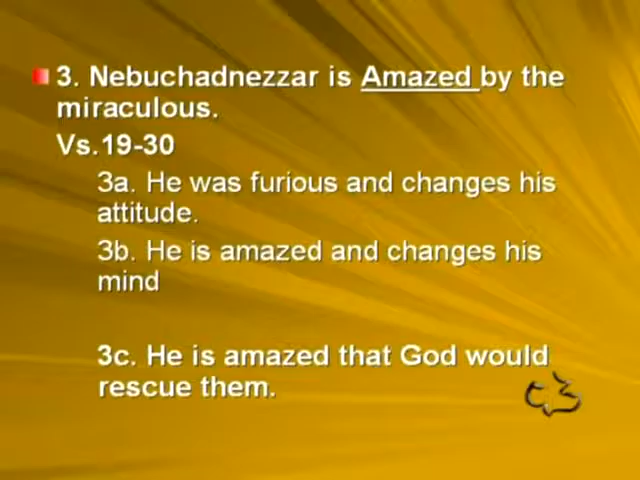 3. Nebuchadnezzar is Amazed by the
miraculous.
Vs.19-30
3a. He was furious and changes his
attitude.
3b. He is amazed and changes his
mind
3c. He is amazed that God would
rescue them.